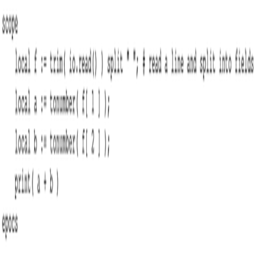 scope
local f := trim( io.read() ) split " "; # read a line and split into fields
local a := tonumber( f[ 1 ] );
local b := tonumber( f[ 2 ] );
print( a + b )
epocs